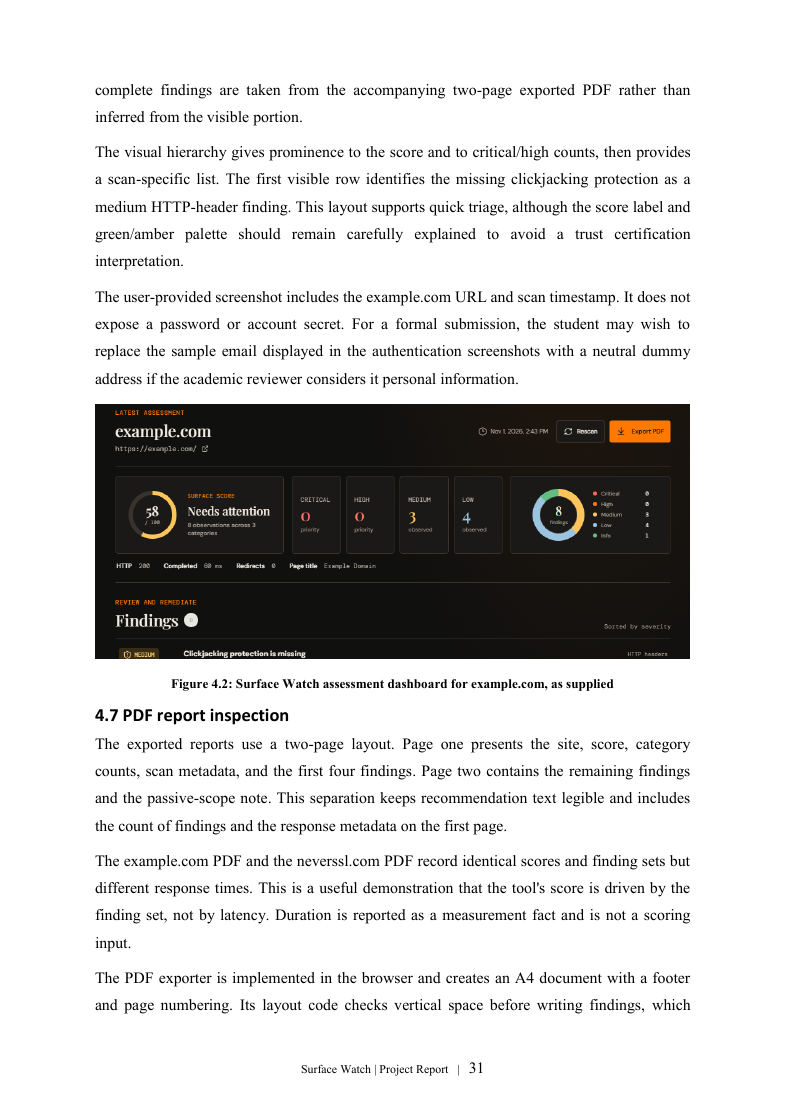 complete findings are taken from the accompanying two-page exported PDF rather than
inferred from the visible portion.
The visual hierarchy gives prominence to the score and to critical/high counts, then provides
a scan-specific list. The first visible row identifies the missing clickjacking protection as a
medium HTTP-header finding. This layout supports quick triage, although the score label and
green/amber palette should remain carefully explained to avoid a trust certification
interpretation.
The user-provided screenshot includes the example.com URL and scan timestamp. It does not
expose a password or account secret. For a formal submission, the student may wish to
replace the sample email displayed in the authentication screenshots with a neutral dummy
address if the academic reviewer considers it personal information.
LATEST ASSESSMENT
example.com
https://example.com/
Nov 1, 2026, 2:43 PM
Rescan
Export PDF
58
/ 100
SURFACE SCORE
Needs attention
8 observations across 3
categories
CRITICAL
0
priority
HIGH
0
priority
MEDIUM
3
observed
LOW
4
observed
8
findings
Critical 0
High 0
Medium 3
Low 4
Info 1
HTTP 200 Completed 60 ms Redirects 0 Page title Example Domain
REVIEW AND REMEDIATE
Findings
Sorted by severity
MEDIUM Clickjacking protection is missing HTTP headers
Figure 4.2: Surface Watch assessment dashboard for example.com, as supplied
4.7 PDF report inspection
The exported reports use a two-page layout. Page one presents the site, score, category
counts, scan metadata, and the first four findings. Page two contains the remaining findings
and the passive-scope note. This separation keeps recommendation text legible and includes
the count of findings and the response metadata on the first page.
The example.com PDF and the neverssl.com PDF record identical scores and finding sets but
different response times. This is a useful demonstration that the tool's score is driven by the
finding set, not by latency. Duration is reported as a measurement fact and is not a scoring
input.
The PDF exporter is implemented in the browser and creates an A4 document with a footer
and page numbering. Its layout code checks vertical space before writing findings, which
Surface Watch | Project Report | 31